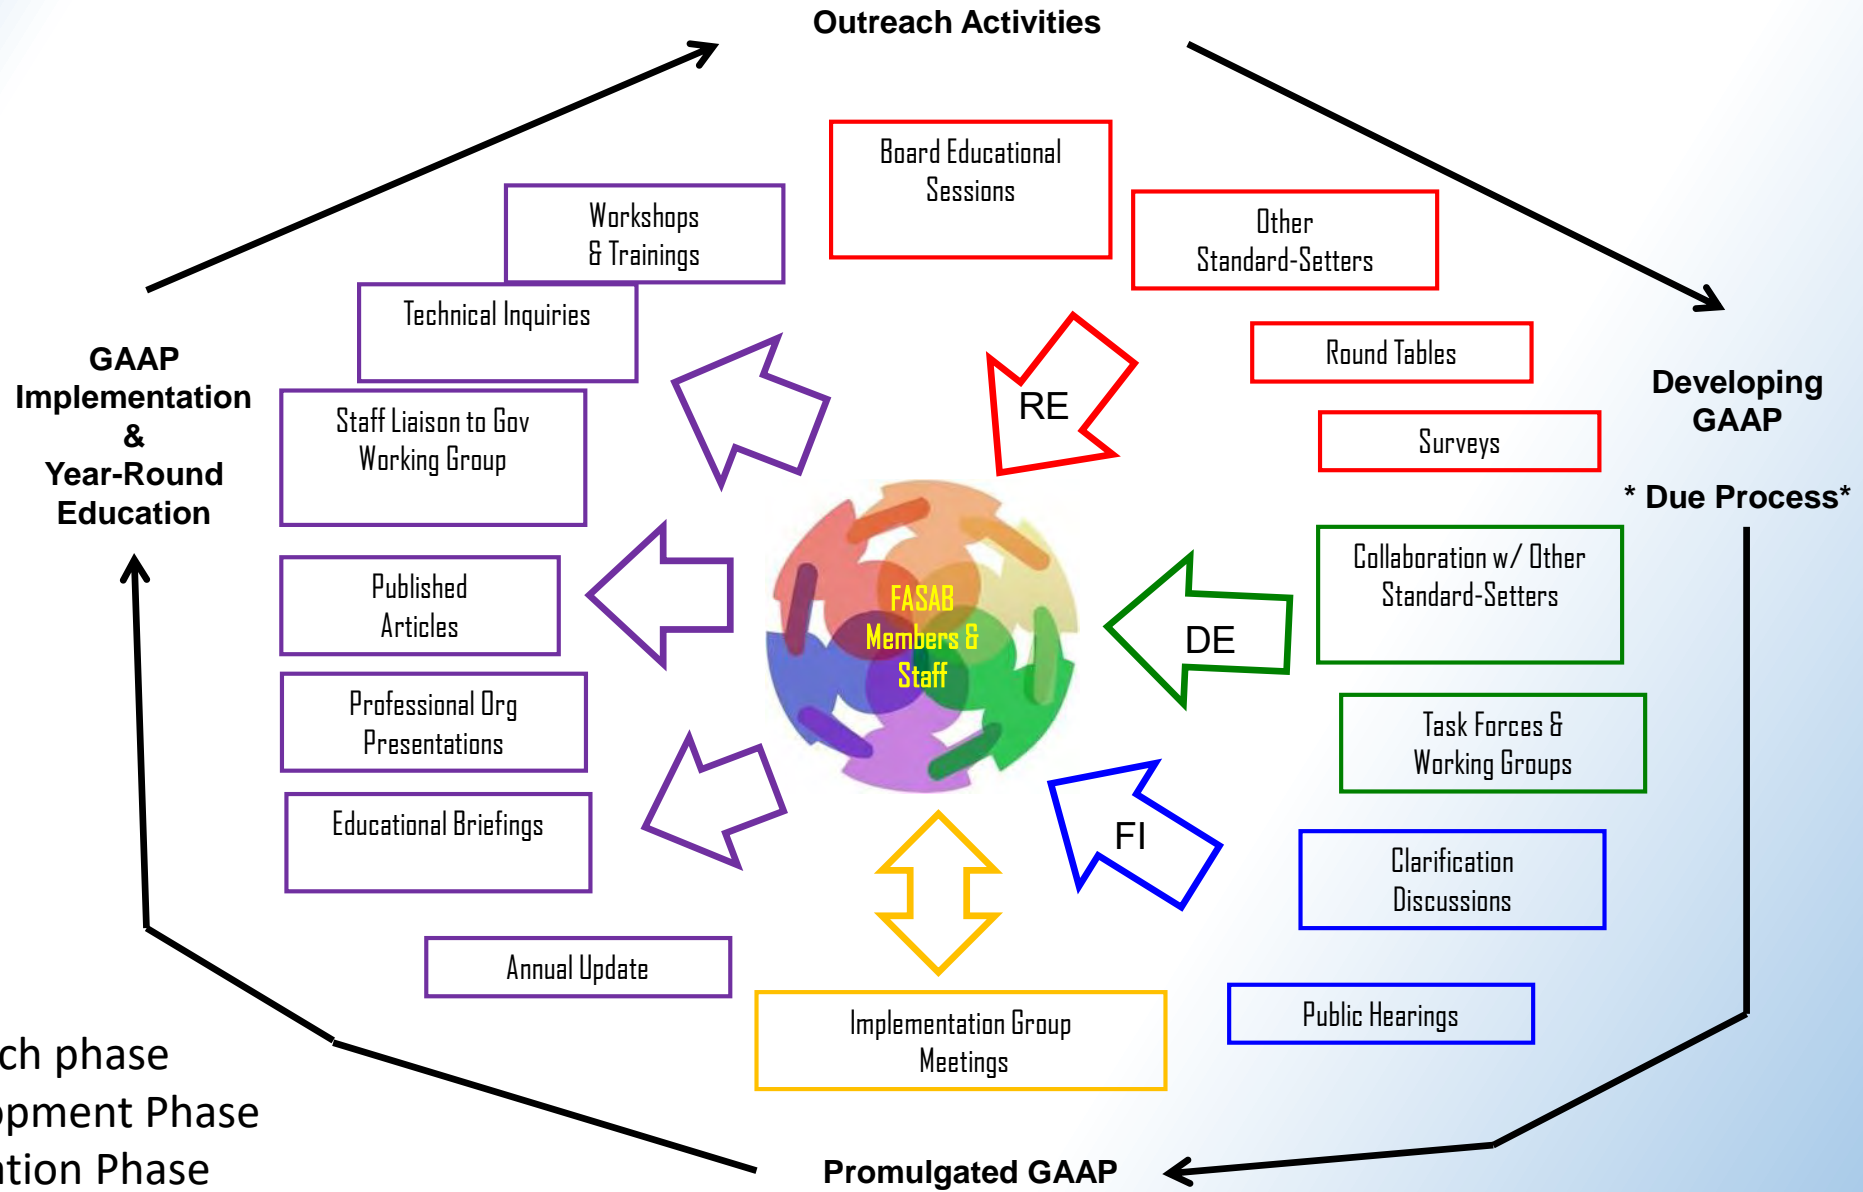 Outreach Activities
Board Educational
Sessions
Workshops
& Trainings
Other
Standard-Setters
Technical Inquiries
Round Tables
GAAP
Implementation
&
Year-Round
Education
Developing
GAAP
* Due Process*
Staff Liaison to Gov
Working Group
RE
Surveys
Published
Articles
FASAB
Members &
Staff
DE
Collaboration w/ Other
Standard-Setters
Professional Org
Presentations
Task Forces &
Working Groups
Educational Briefings
FI
Clarification
Discussions
Annual Update
Implementation Group
Meetings
Public Hearings
ch phase
opment Phase
ation Phase
Promulgated GAAP